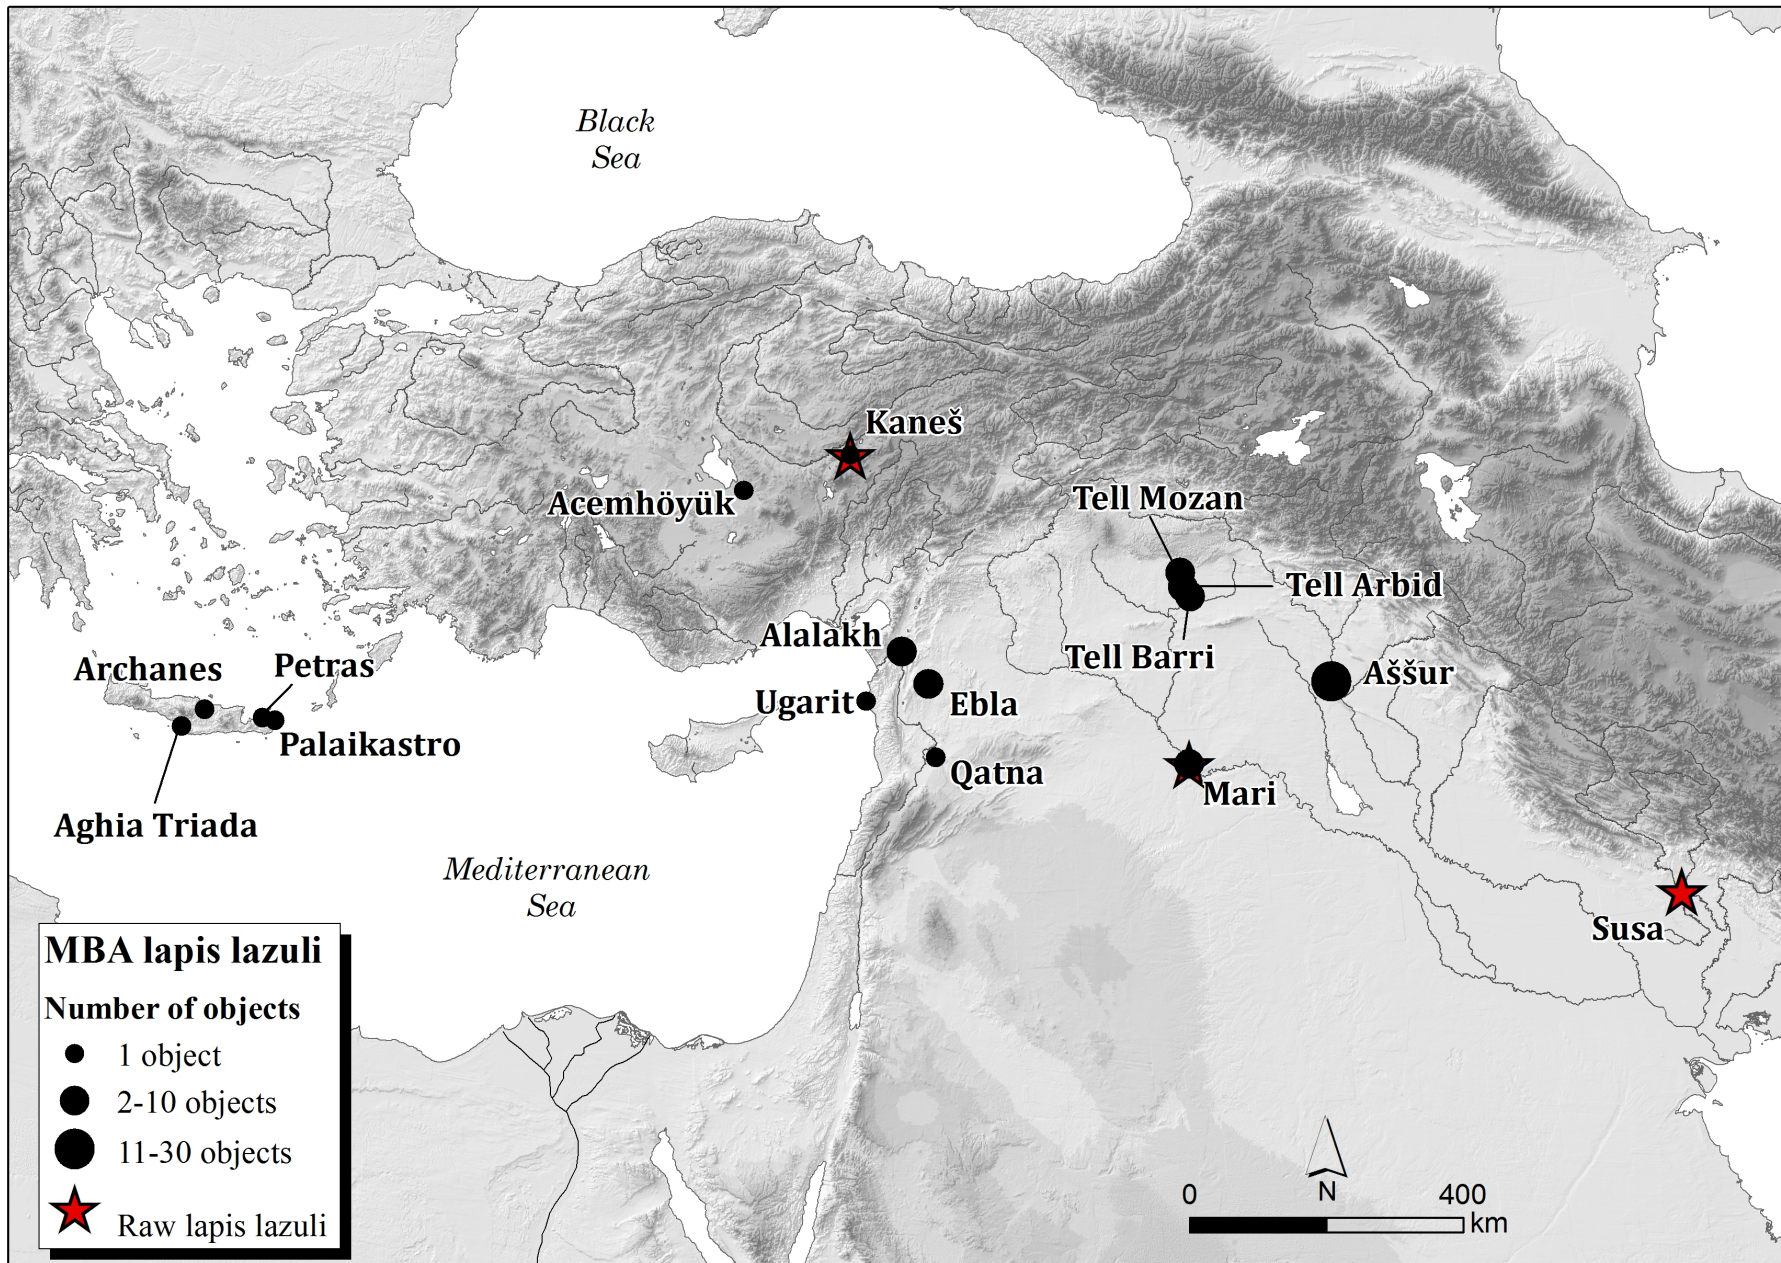 Black
Sea
Kaneš
Acemhöyük
Tell Mozan
Tell Arbid
Tell Barri
Alalakh
Aššur
Archanes
Petras
Ugarit
Ebla
Palaikastro
Qatna
Mari
Aghia Triada
Mediterranean
Sea
Susa
MBA lapis lazuli
Number of objects
1 object
2-10 objects
11-30 objects
Raw lapis lazuli
N
0 400
km